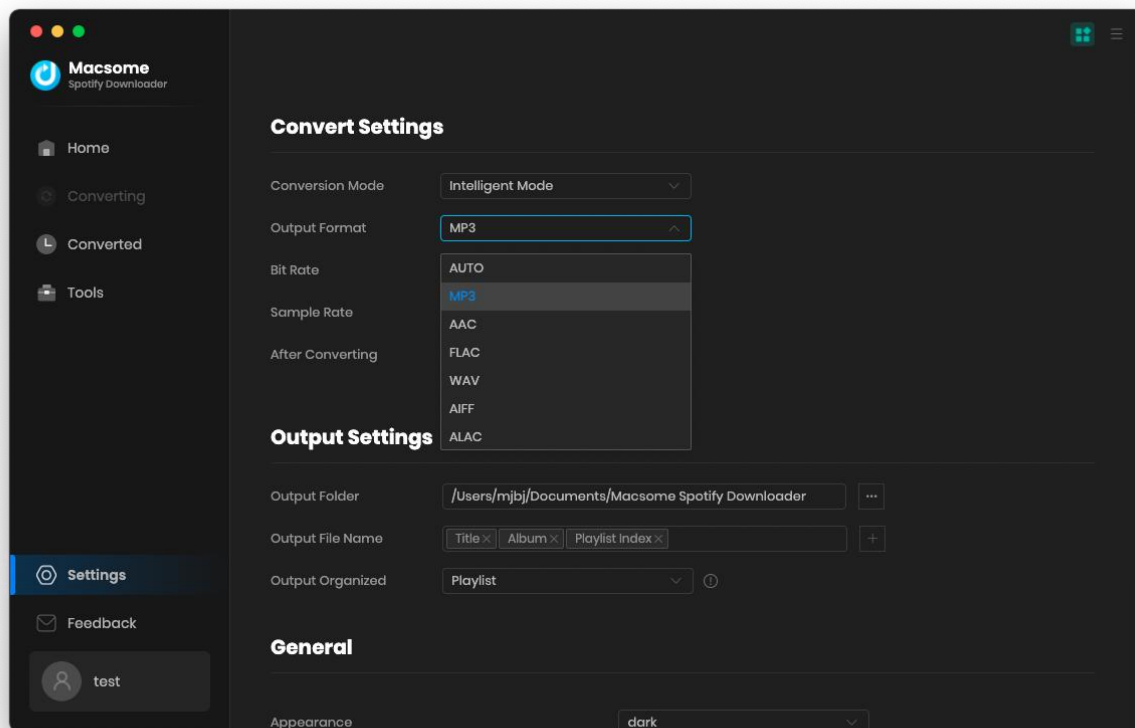 Macsome
Spotify Downloader
Home
Converting
Converted
Tools
Settings
Feedback
test
Convert Settings
Conversion Mode Intelligent Mode
Output Format MP3
Bit Rate
Sample Rate
After Converting
AUTO
MP3
AAC
FLAC
WAV
AIFF
ALAC
Output Settings
Output Folder /Users/mjbj/Documents/Macsome Spotify Downloader ...
Output File Name Title Album Playlist Index
Output Organized Playlist
General
Appearance dark